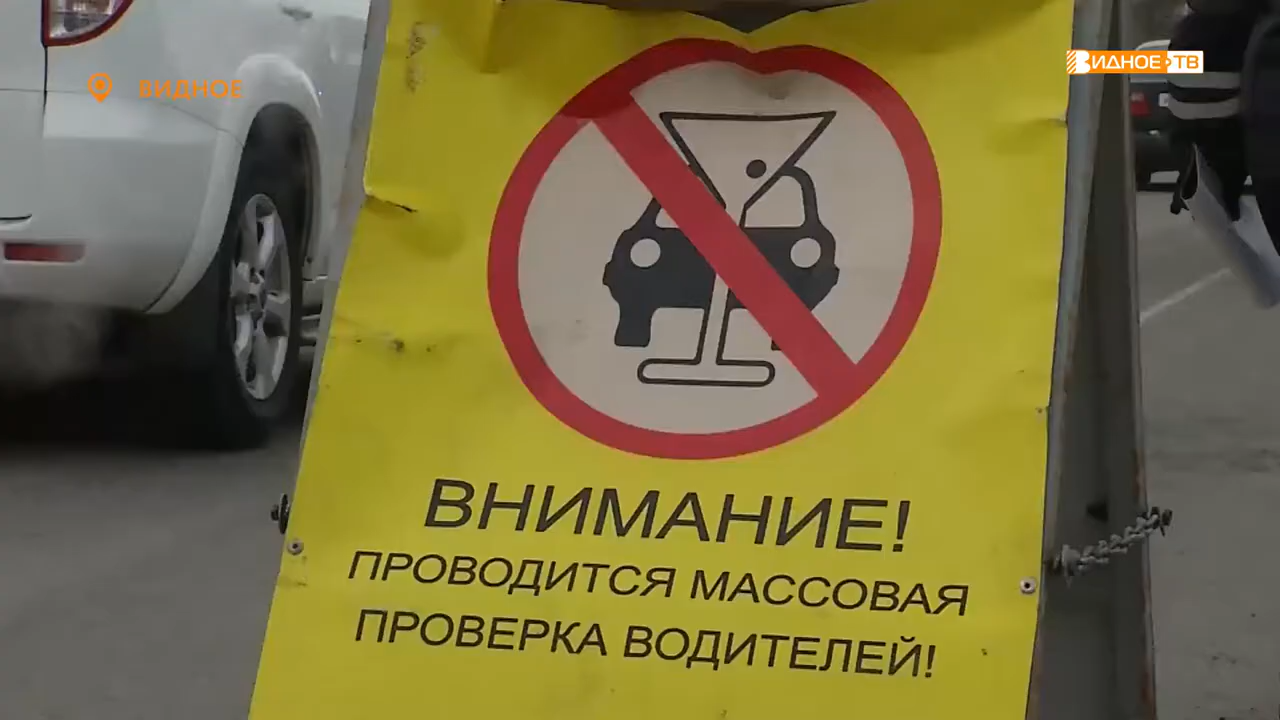 ВИДНОЕ
ВИДНОЕ ТВ
ВНИМАНИЕ!
ПРОВОДИТСЯ МАССОВАЯ
ПРОВЕРКА ВОДИТЕЛЕЙ!